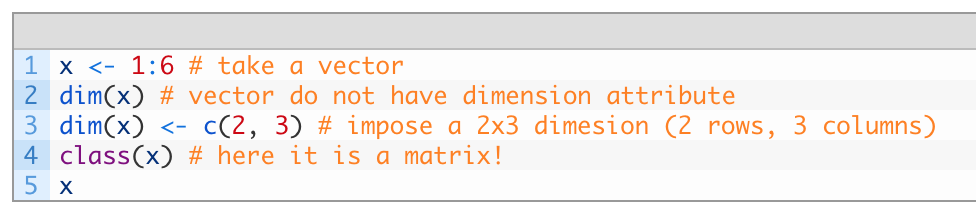 1 x <- 1:6 # take a vector
2 dim(x) # vector do not have dimension attribute
3 dim(x) <- c(2, 3) # impose a 2x3 dimesion (2 rows, 3 columns)
4 class(x) # here it is a matrix!
5 x